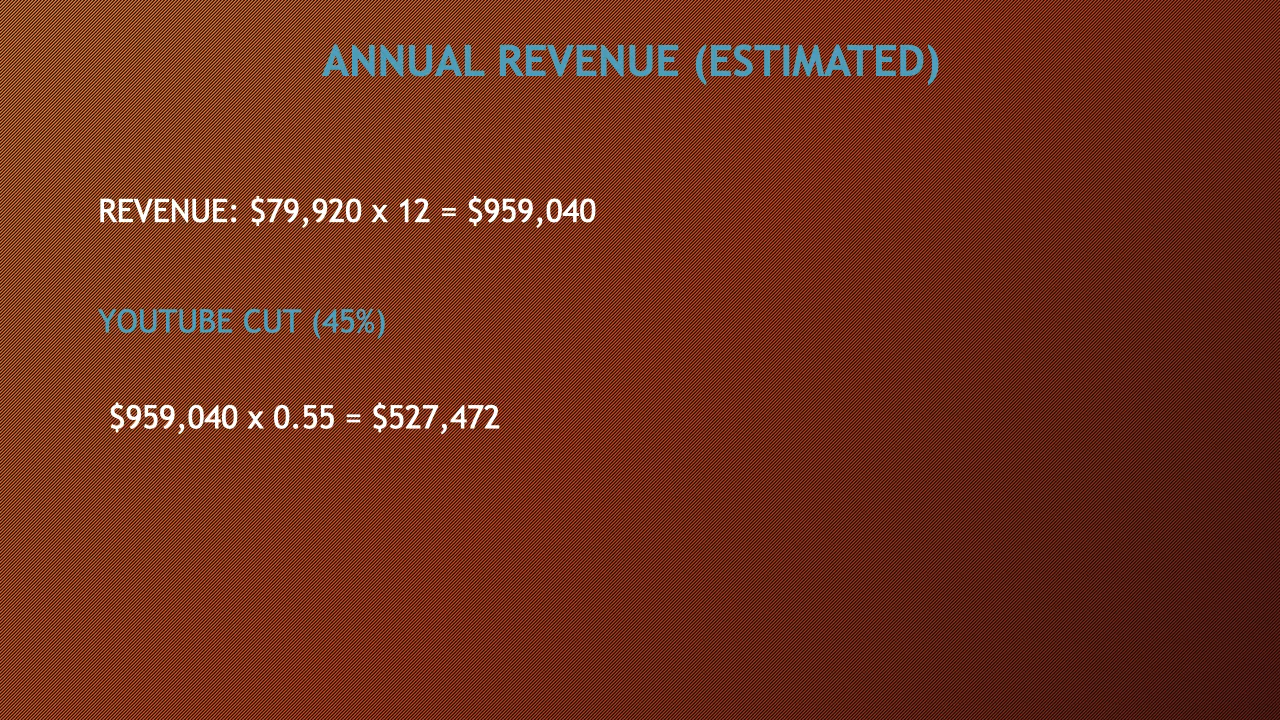 ANNUAL REVENUE (ESTIMATED)
REVENUE: $79,920 x 12 = $959,040
YOUTUBE CUT (45%)
$959,040 x 0.55 = $527,472